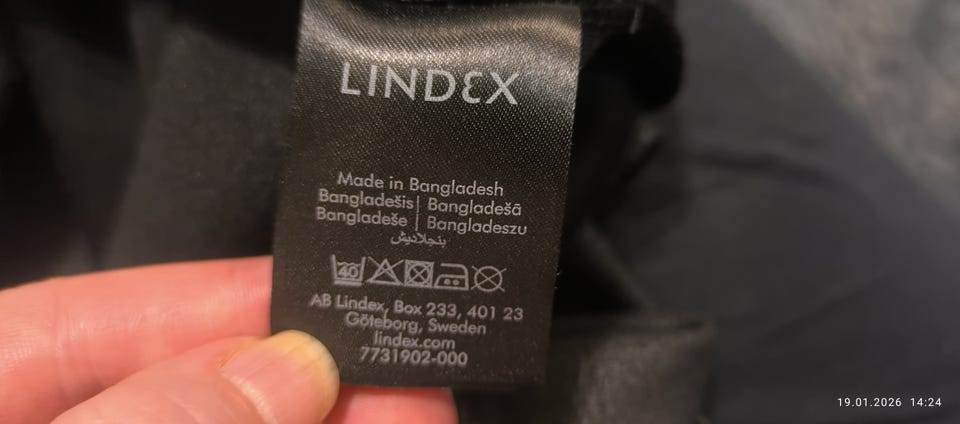 LINDEX
Made in Bangladesh
Bangladešis | Bangladešā
Bangladeše | Bangladeszu
بنجلاديش
40
AB Lindex, Box 233, 401 23
Göteborg, Sweden
lindex.com
7731902-000
19.01.2026 14:24